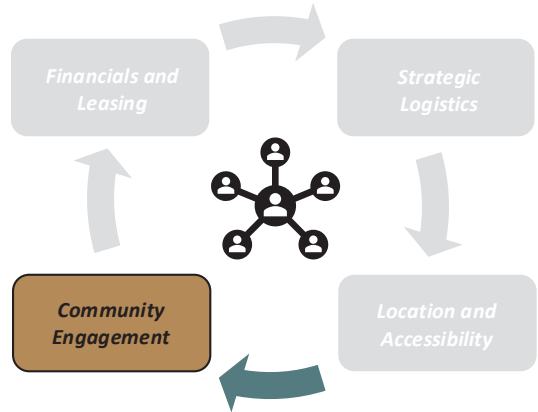 Financials and
Leasing
Strategic
Logistics
Community
Engagement
Location and
Accessibility